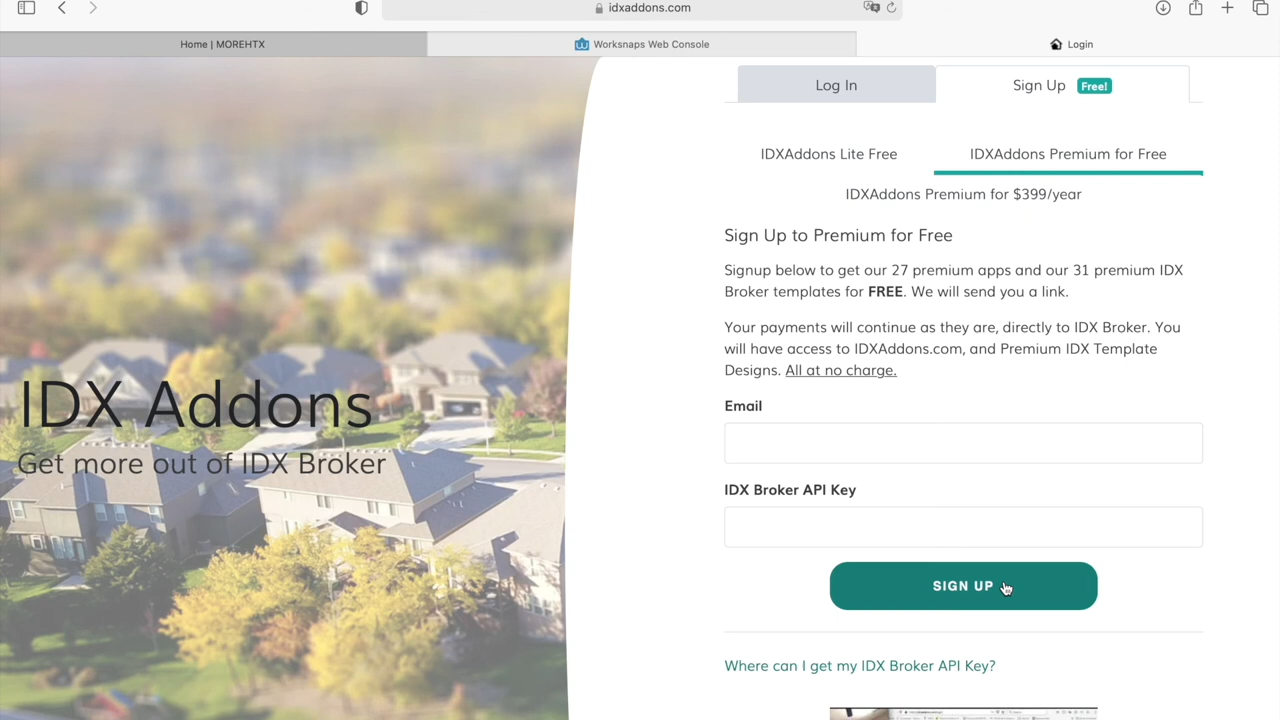 idxaddons.com
Home | MOREHTX
Worksnaps Web Console
Login
Log In
Sign Up Free!
IDXAddons Lite Free
IDXAddons Premium for Free
IDXAddons Premium for $399/year
Sign Up to Premium for Free
Signup below to get our 27 premium apps and our 31 premium IDX
Broker templates for FREE. We will send you a link.
Your payments will continue as they are, directly to IDX Broker. You
will have access to IDXAddons.com, and Premium IDX Template
Designs. All at no charge.
Email
IDX Broker API Key
SIGN UP
Where can I get my IDX Broker API Key?
IDX Addons
Get more out of IDX Broker